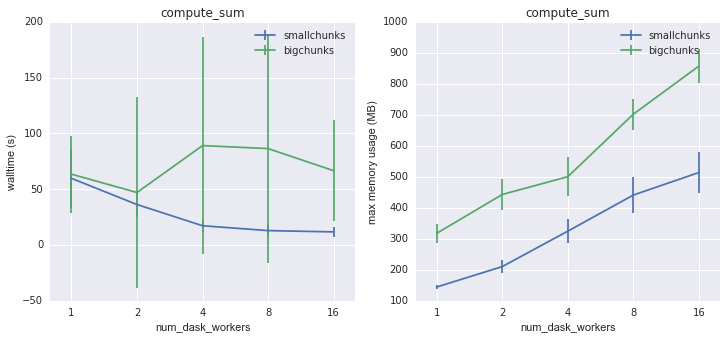 compute_sum
smallchunks
bigchunks
walltime (s)
200
150
100
50
0
−50
1 2 4 8 16
num_dask_workers
compute_sum
smallchunks
bigchunks
max memory usage (MB)
1000
900
800
700
600
500
400
300
200
100
1 2 4 8 16
num_dask_workers